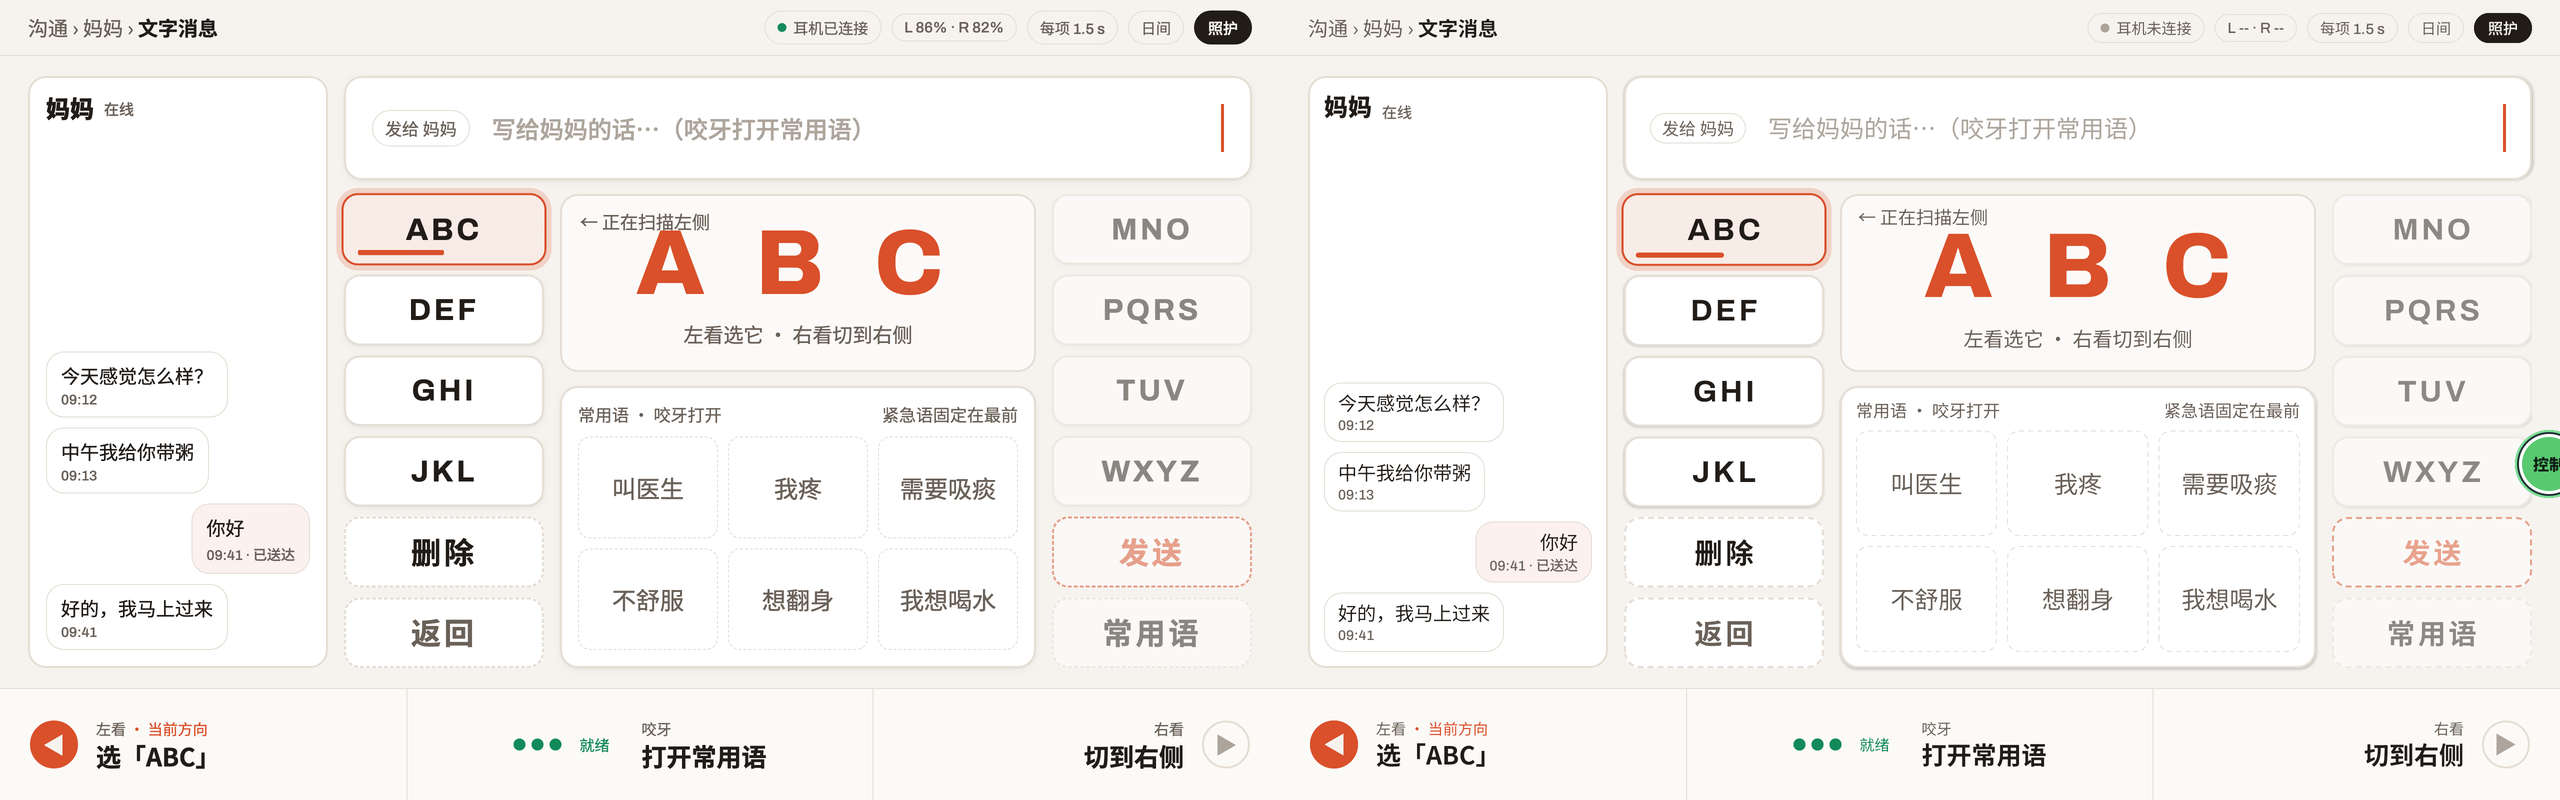 沟通 › 妈妈 › 文字消息
耳机已连接
L 86% · R 82%
每项 1.5 s
日间
照护
妈妈 在线
今天感觉怎么样?
09:12
中午我给你带粥
09:13
你好
09:41 · 已送达
好的，我马上过来
09:41
发给 妈妈
写给妈妈的话…（咬牙打开常用语）
ABC
DEF
GHI
JKL
删除
返回
← 正在扫描左侧
A B C
左看选它 · 右看切到右侧
常用语 · 咬牙打开
紧急语固定在最前
叫医生
我疼
需要吸痰
不舒服
想翻身
我想喝水
MNO
PQRS
TUV
WXYZ
发送
常用语
左看 · 当前方向
选「ABC」
就绪
咬牙
打开常用语
右看
切到右侧
沟通 › 妈妈 › 文字消息
耳机未连接
L -- · R --
每项 1.5 s
日间
照护
妈妈 在线
今天感觉怎么样?
09:12
中午我给你带粥
09:13
你好
09:41 · 已送达
好的，我马上过来
09:41
发给 妈妈
写给妈妈的话…（咬牙打开常用语）
ABC
DEF
GHI
JKL
删除
返回
← 正在扫描左侧
A B C
左看选它 · 右看切到右侧
常用语 · 咬牙打开
紧急语固定在最前
叫医生
我疼
需要吸痰
不舒服
想翻身
我想喝水
MNO
PQRS
TUV
WXYZ
控制
发送
常用语
左看 · 当前方向
选「ABC」
就绪
咬牙
打开常用语
右看
切到右侧